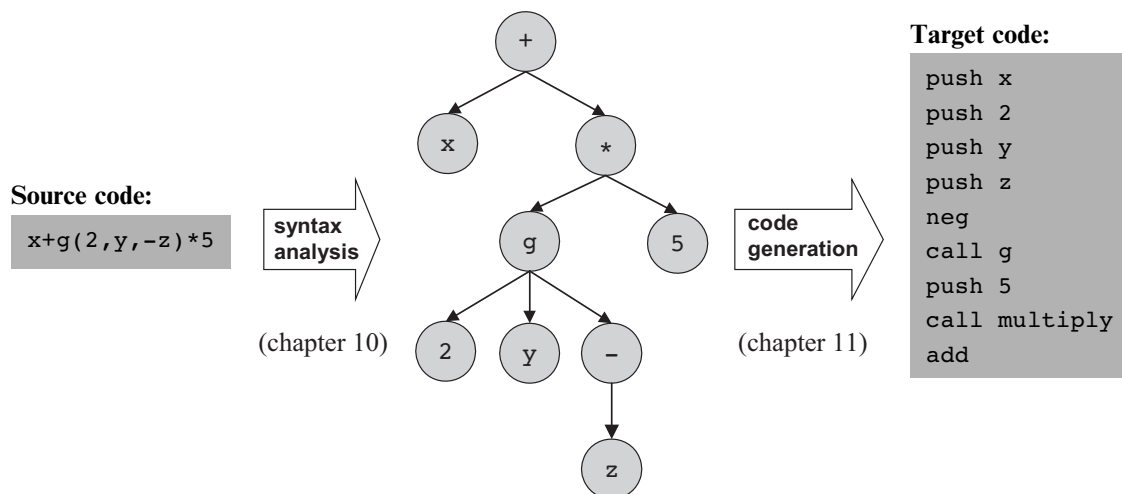 Source code:
x+g(2,y,-z)*5
syntax
analysis
(chapter 10)
+
x
*
g
5
2
y
-
z
code
generation
(chapter 11)
Target code:
push x
push 2
push y
push z
neg
call g
push 5
call multiply
add